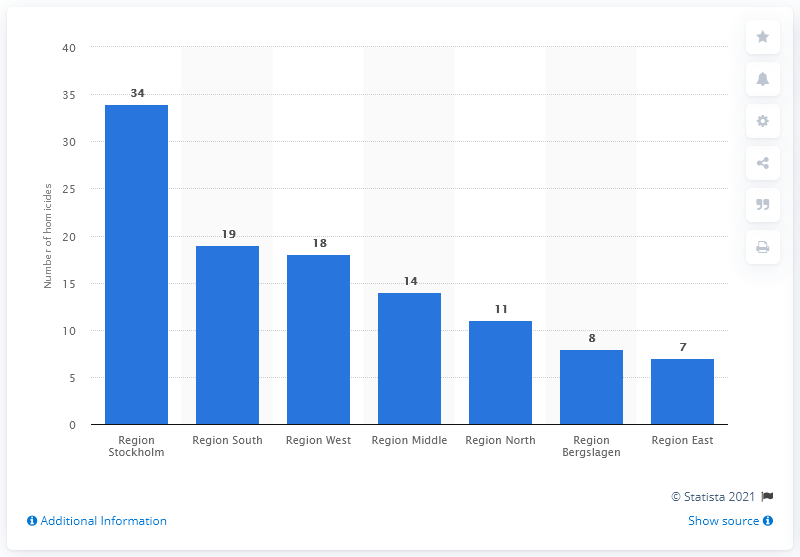 40
35
30
25
20
15
10
5
0
Number of homicides
34
19
18
14
11
8
7
Region Stockholm
Region South
Region West
Region Middle
Region North
Region Bergslagen
Region East
© Statista 2021
Additional Information
Show source